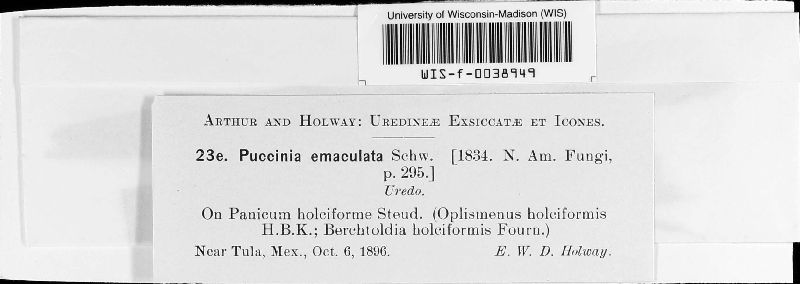 University of Wisconsin-Madison (WIS)
WIS-f-0038949
Arthur and Holway: Uredineæ Exsiccatæ et Icones.
23e. Puccinia emaculata Schw. [1834. N. Am. Fungi,
p. 295.]
Uredo.
On Panicum holciforme Steud. (Oplismenus holciformis
H.B.K.; Berchtoldia holciformis Fourn.)
Near Tula, Mex., Oct. 6, 1896. E. W. D. Holway.